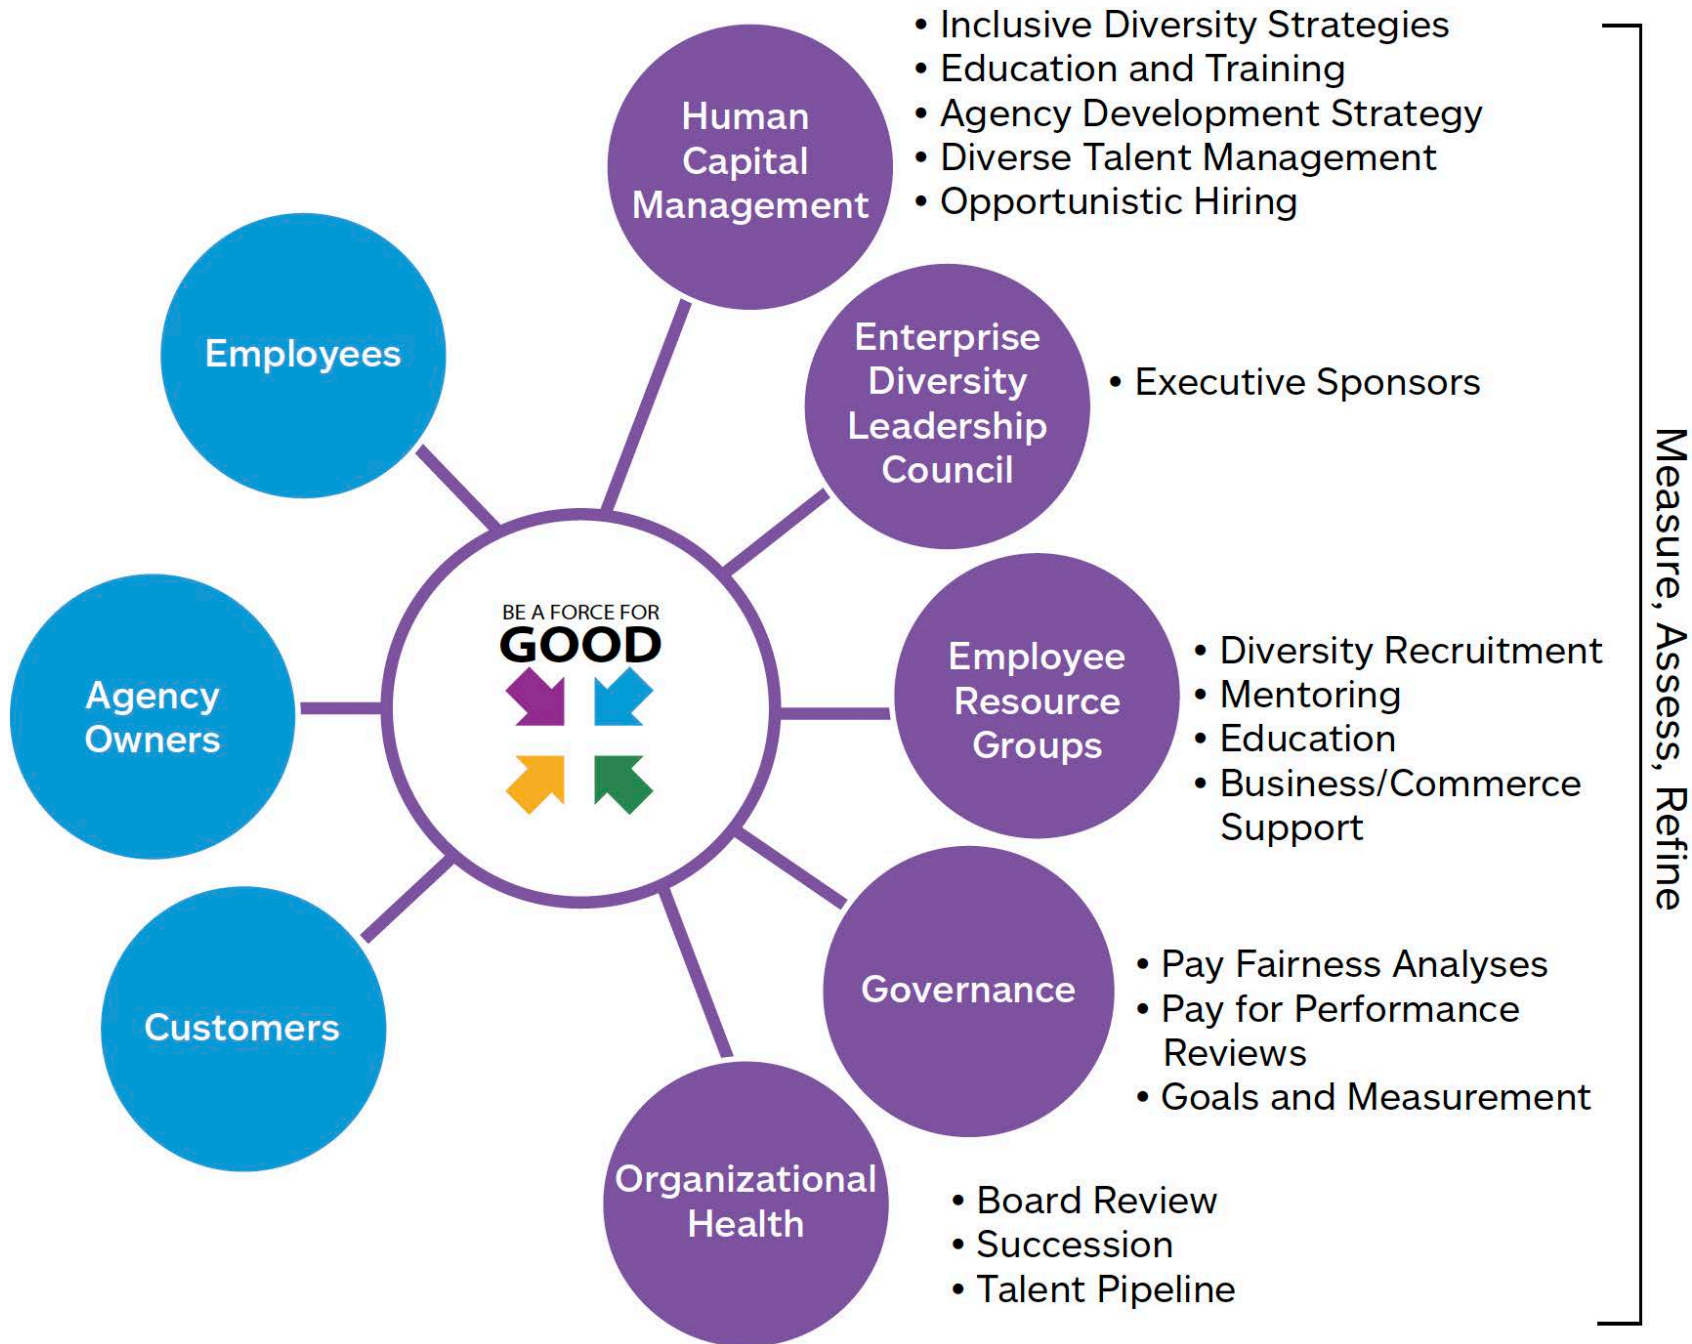 Human
Capital
Management
• Inclusive Diversity Strategies
• Education and Training
• Agency Development Strategy
• Diverse Talent Management
• Opportunistic Hiring
Employees
Enterprise
Diversity
Leadership
Council
• Executive Sponsors
BE A FORCE FOR
GOOD
Agency
Owners
Employee
Resource
Groups
• Diversity Recruitment
• Mentoring
• Education
• Business/Commerce
Support
Customers
Governance
• Pay Fairness Analyses
• Pay for Performance
Reviews
• Goals and Measurement
Organizational
Health
• Board Review
• Succession
• Talent Pipeline
Measure, Assess, Refine